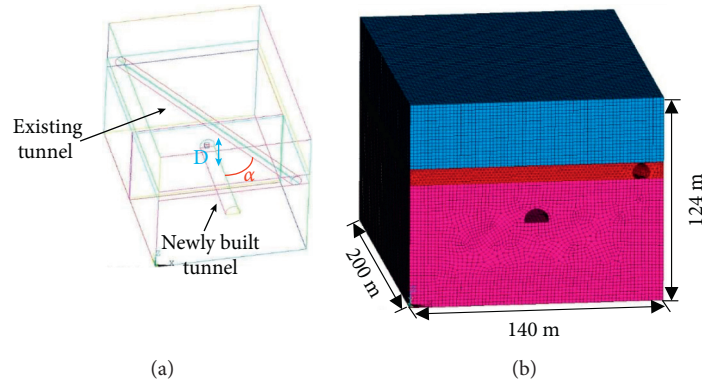 Existing
tunnel
D
α
Newly built
tunnel
x
124 m
200 m
140 m
(a)
(b)